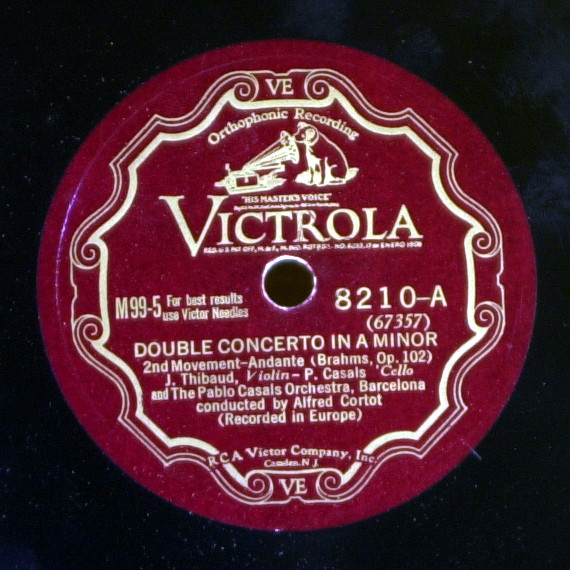 VE
Orthophonic Recording
"HIS MASTER'S VOICE"
VICTROLA
M99-5 For best results
use Victor Needles
8210-A
(67357)
DOUBLE CONCERTO IN A MINOR
2nd Movement-Andante (Brahms, Op. 102)
J. Thibaud, Violin - P. Casals 'Cello
and The Pablo Casals Orchestra, Barcelona
conducted by Alfred Cortot
(Recorded in Europe)
RCA Victor Company, Inc.
Camden, N.J.
VE